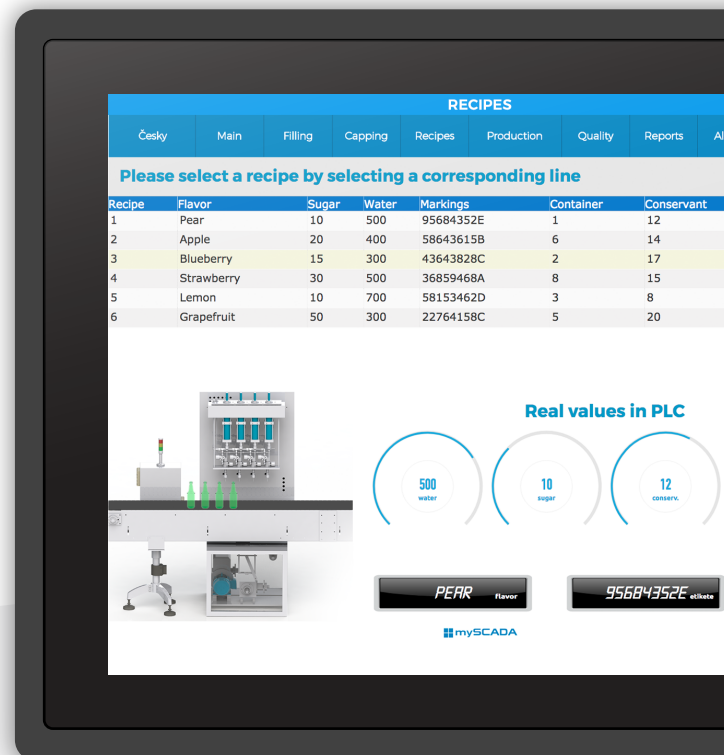 RECIPES
Česky Main Filling Capping Recipes Production Quality Reports Al
Please select a recipe by selecting a corresponding line
Recipe Flavor Sugar Water Markings Container Conservant
1 Pear 10 500 95684352E 1 12
2 Apple 20 400 58643615B 6 14
3 Blueberry 15 300 43643828C 2 17
4 Strawberry 30 500 36859468A 8 15
5 Lemon 10 700 58153462D 3 8
6 Grapefruit 50 300 22764158C 5 20
Real values in PLC
500 10 12
water sugar conserv.
PEAR flavor 95684352E etikete
mySCADA